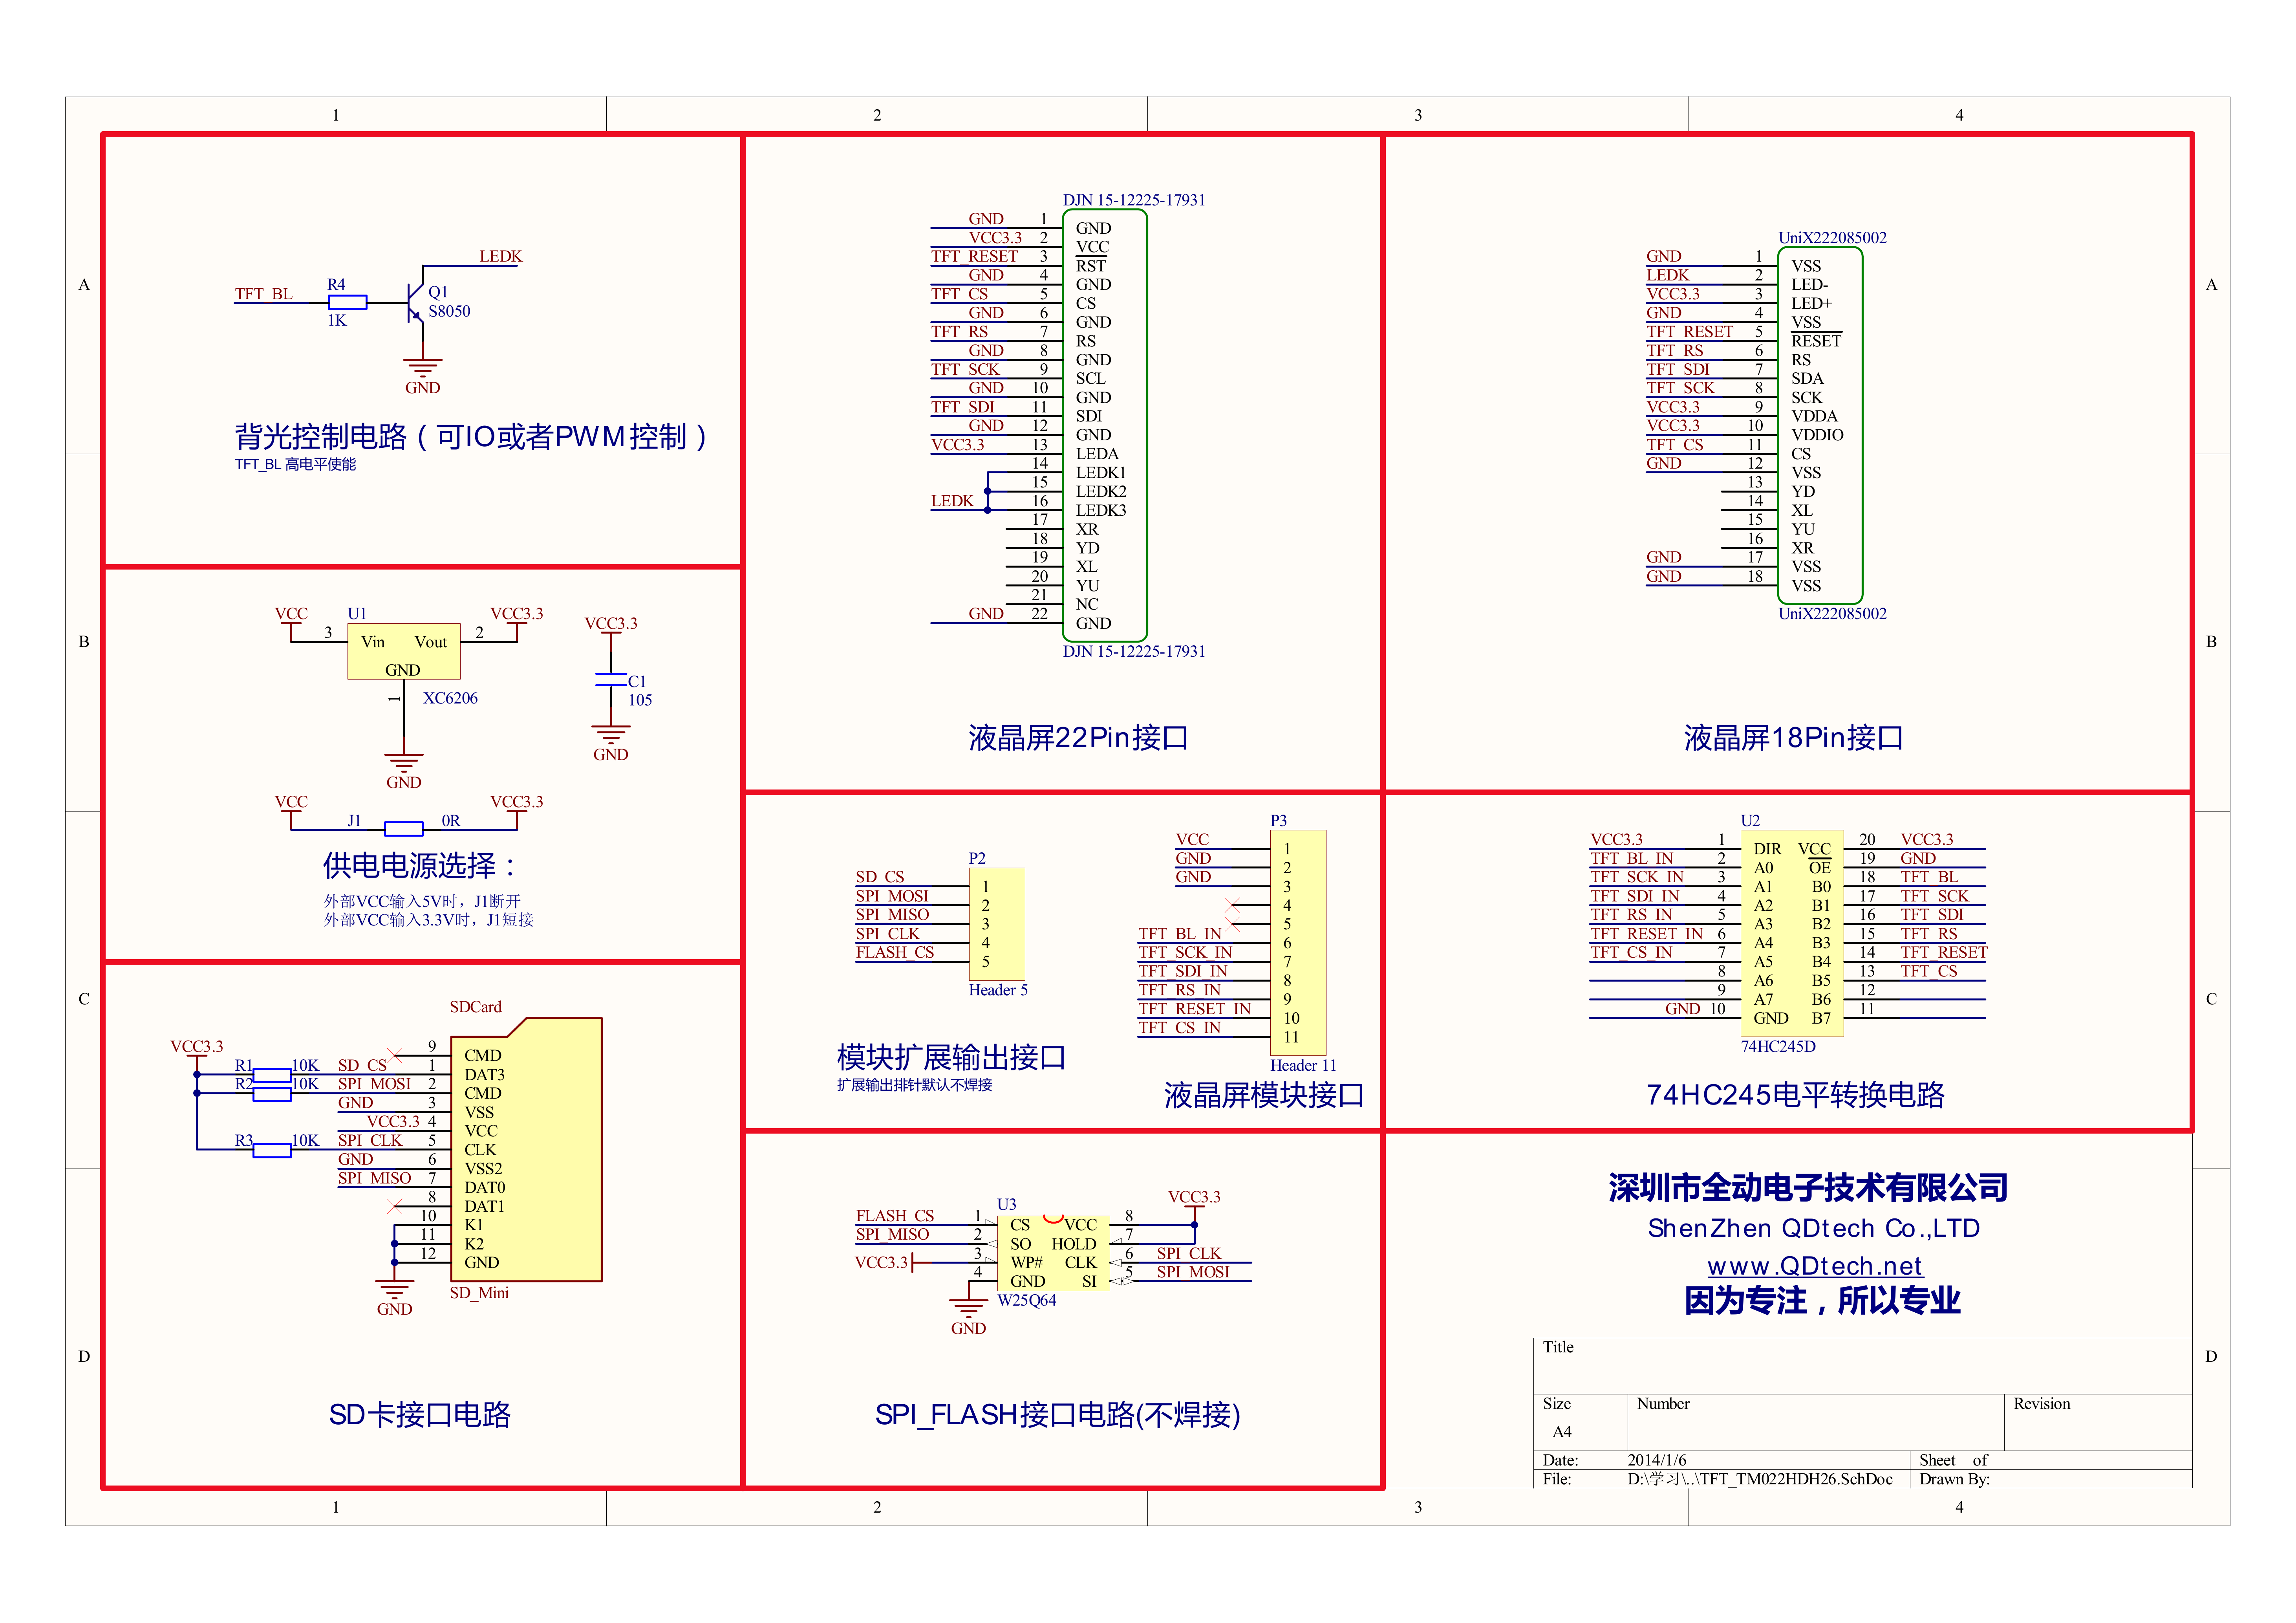 1 2 3 4
A
B
C
D
LEDK
TFT_BL
R4
1K
Q1
S8050
GND
背光控制电路（可IO或者PWM控制）
TFT_BL 高电平使能
VCC
U1
VCC3.3
3 Vin Vout 2
GND
1
XC6206
GND
VCC3.3
C1
105
GND
VCC
VCC3.3
J1 0R
供电电源选择：
外部VCC输入5V时，J1断开
外部VCC输入3.3V时，J1短接
SDCard
VCC3.3
9 CMD
R1 10K SD_CS 1 DAT3
R2 10K SPI_MOSI 2 CMD
GND 3 VSS
VCC3.3 4 VCC
R3 10K SPI_CLK 5 CLK
GND 6 VSS2
SPI_MISO 7 DAT0
8 DAT1
10 K1
11 K2
12 GND
SD_Mini
GND
SD卡接口电路
DJN 15-12225-17931
GND 1 GND
VCC3.3 2 VCC
TFT_RESET 3 RST
GND 4 GND
TFT_CS 5 CS
GND 6 GND
TFT_RS 7 RS
GND 8 GND
TFT_SCK 9 SCL
GND 10 GND
TFT_SDI 11 SDI
GND 12 GND
VCC3.3 13 LEDA
14 LEDK1
15 LEDK2
LEDK 16 LEDK3
17 XR
18 YD
19 XL
20 YU
21 NC
GND 22 GND
DJN 15-12225-17931
液晶屏22Pin接口
UniX222085002
GND 1 VSS
LEDK 2 LED-
VCC3.3 3 LED+
GND 4 VSS
TFT_RESET 5 RESET
TFT_RS 6 RS
TFT_SDI 7 SDA
TFT_SCK 8 SCK
VCC3.3 9 VDDA
VCC3.3 10 VDDIO
TFT_CS 11 CS
GND 12 VSS
13 YD
14 XL
15 YU
16 XR
GND 17 VSS
GND 18 VSS
UniX222085002
液晶屏18Pin接口
P2
SD_CS 1
SPI_MOSI 2
SPI_MISO 3
SPI_CLK 4
FLASH_CS 5
Header 5
模块扩展输出接口
扩展输出排针默认不焊接
P3
VCC 1
GND 2
GND 3
4
5
TFT_BL_IN 6
TFT_SCK_IN 7
TFT_SDI_IN 8
TFT_RS_IN 9
TFT_RESET_IN 10
TFT_CS_IN 11
Header 11
液晶屏模块接口
U2
VCC3.3 1 DIR VCC 20 VCC3.3
TFT_BL_IN 2 A0 OE 19 GND
TFT_SCK_IN 3 A1 B0 18 TFT_BL
TFT_SDI_IN 4 A2 B1 17 TFT_SCK
TFT_RS_IN 5 A3 B2 16 TFT_SDI
TFT_RESET_IN 6 A4 B3 15 TFT_RS
TFT_CS_IN 7 A5 B4 14 TFT_RESET
8 A6 B5 13 TFT_CS
9 A7 B6 12
GND 10 GND B7 11
74HC245D
74HC245电平转换电路
U3
VCC3.3
FLASH_CS 1 CS VCC 8
SPI_MISO 2 SO HOLD 7
VCC3.3 3 WP# CLK 6 SPI_CLK
4 GND SI 5 SPI_MOSI
W25Q64
GND
SPI_FLASH接口电路(不焊接)
深圳市全动电子技术有限公司
ShenZhen QDtech Co.,LTD
www.QDtech.net
因为专注，所以专业
Title
Size Number Revision
A4
Date: 2014/1/6 Sheet of
File: D:\学习\..\TFT_TM022HDH26.SchDoc Drawn By:
A
B
C
D
1 2 3 4